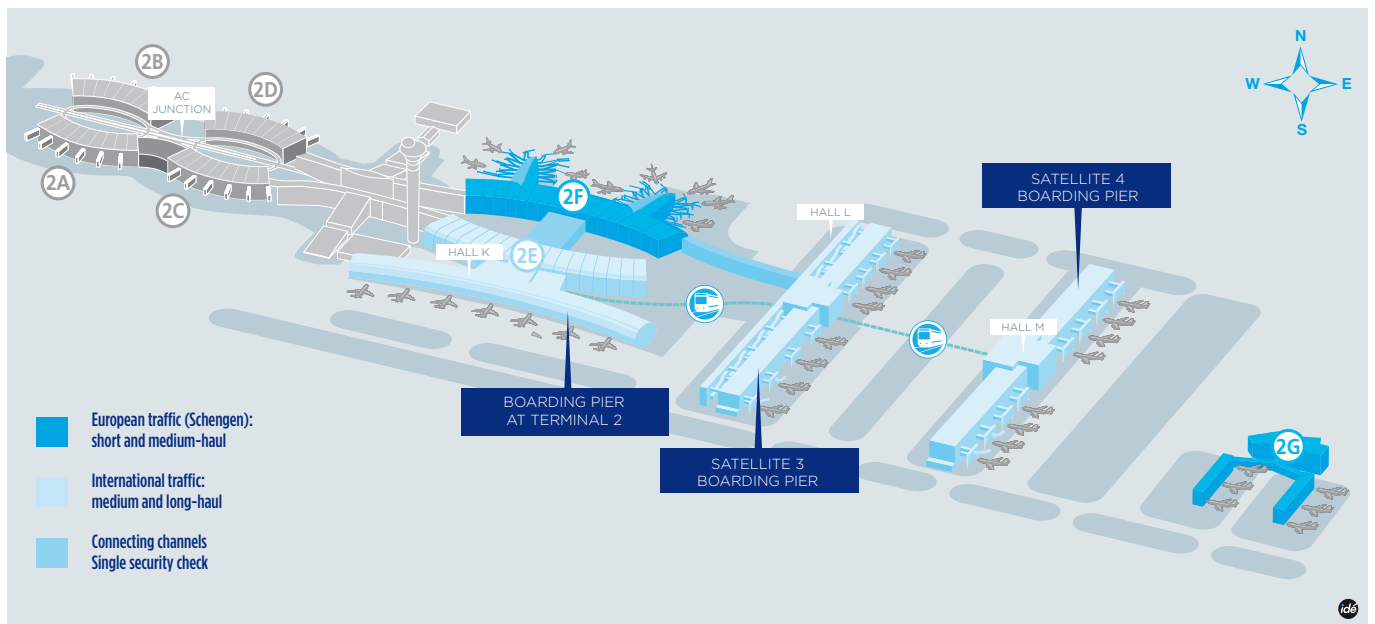 2B
2D
AC
JUNCTION
2A
2C
2F
2E
HALL K
HALL L
HALL M
SATELLITE 4
BOARDING PIER
BOARDING PIER
AT TERMINAL 2
SATELLITE 3
BOARDING PIER
2G
N
W
E
S
European traffic (Schengen):
short and medium-haul
International traffic:
medium and long-haul
Connecting channels
Single security check
idé